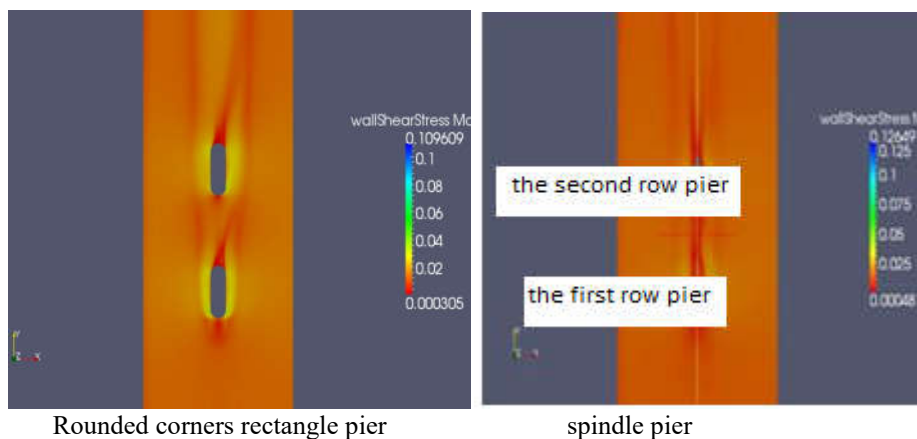 wallShearStress Ma
0.109609
0.1
0.08
0.06
0.04
0.02
0.000305
Y
Z X
wallShearStress M
0.12649
0.125
0.1
0.075
0.05
0.025
0.00048
the second row pier
the first row pier
Rounded corners rectangle pier
spindle pier